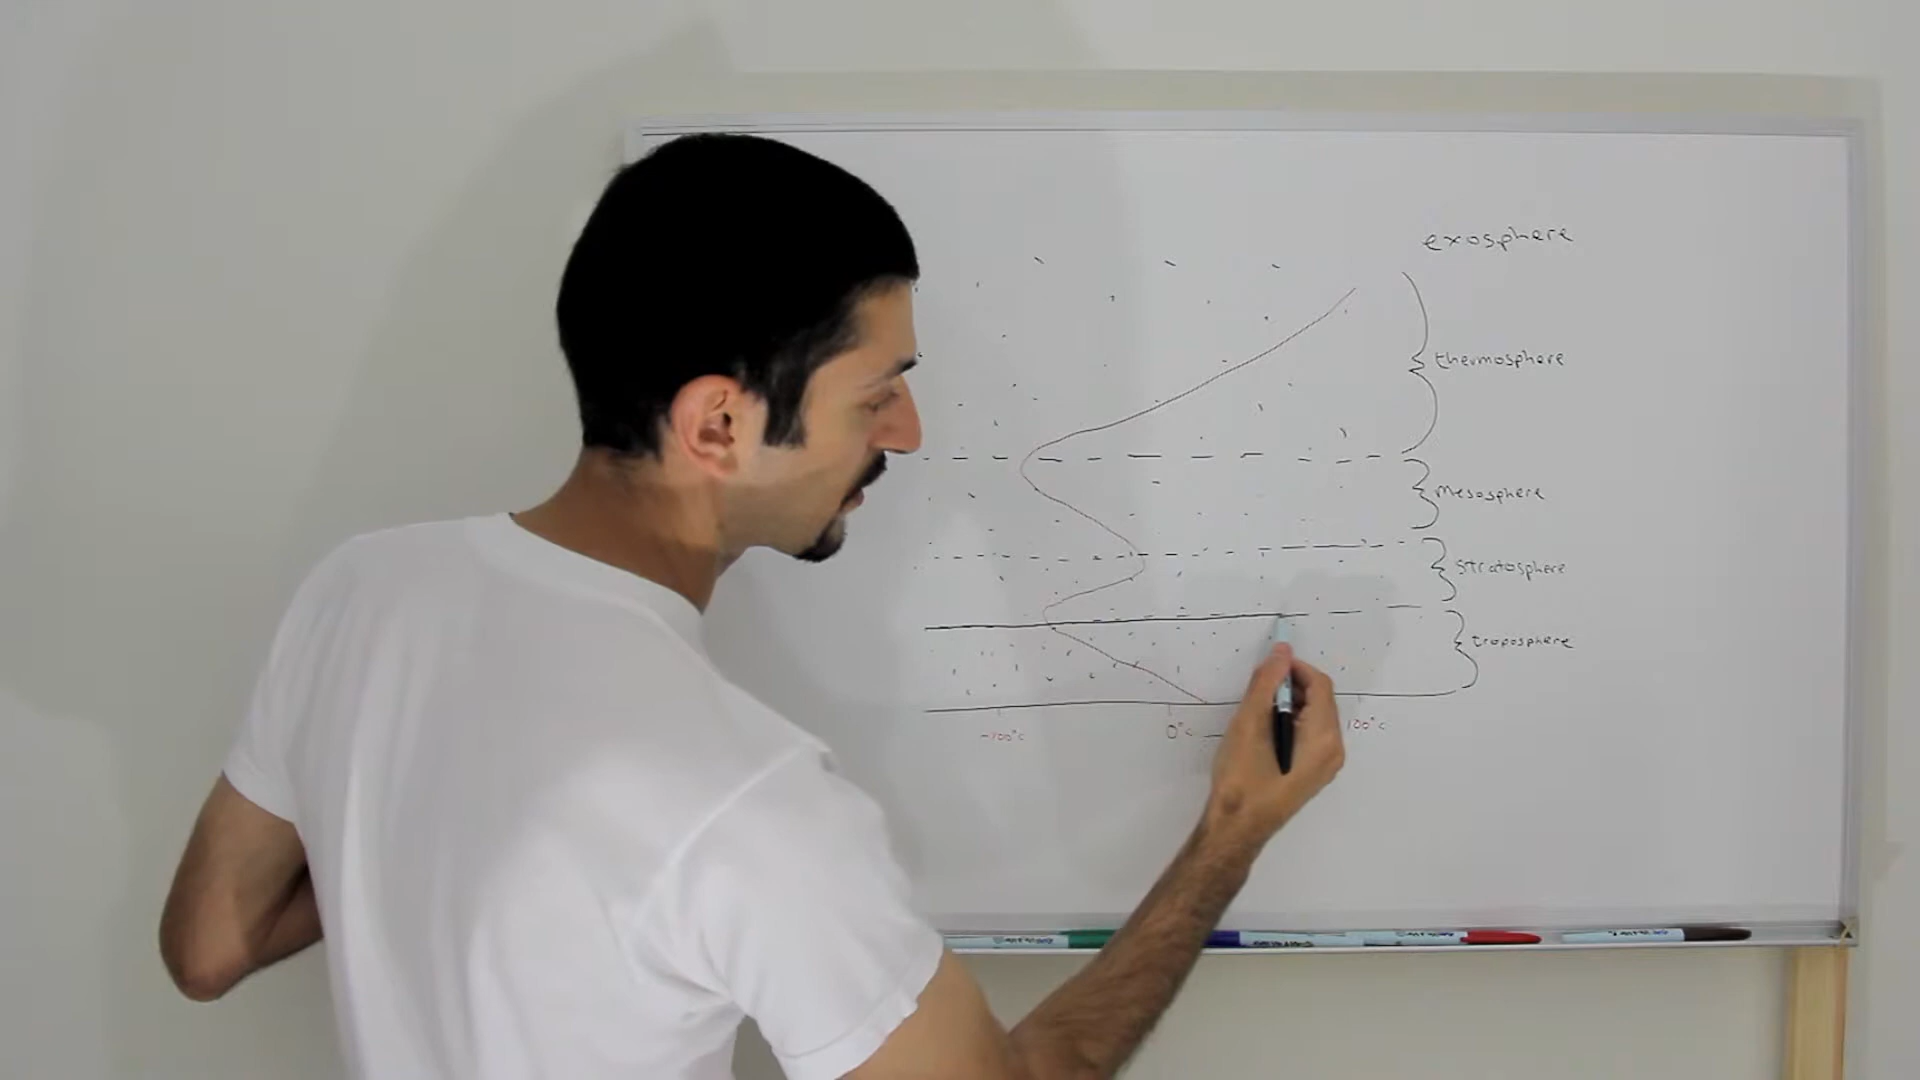 exosphere
thermosphere
mesosphere
stratosphere
troposphere
-100°c 0°c 100°c